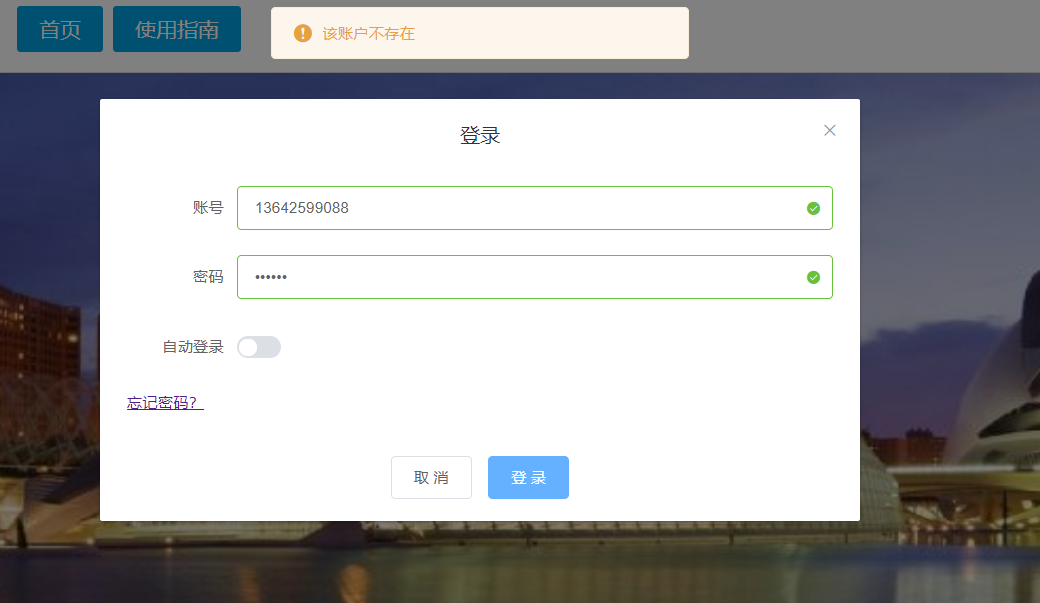 首页
使用指南
该账户不存在
登录
账号
13642599088
密码
••••••
自动登录
忘记密码？
取 消
登 录